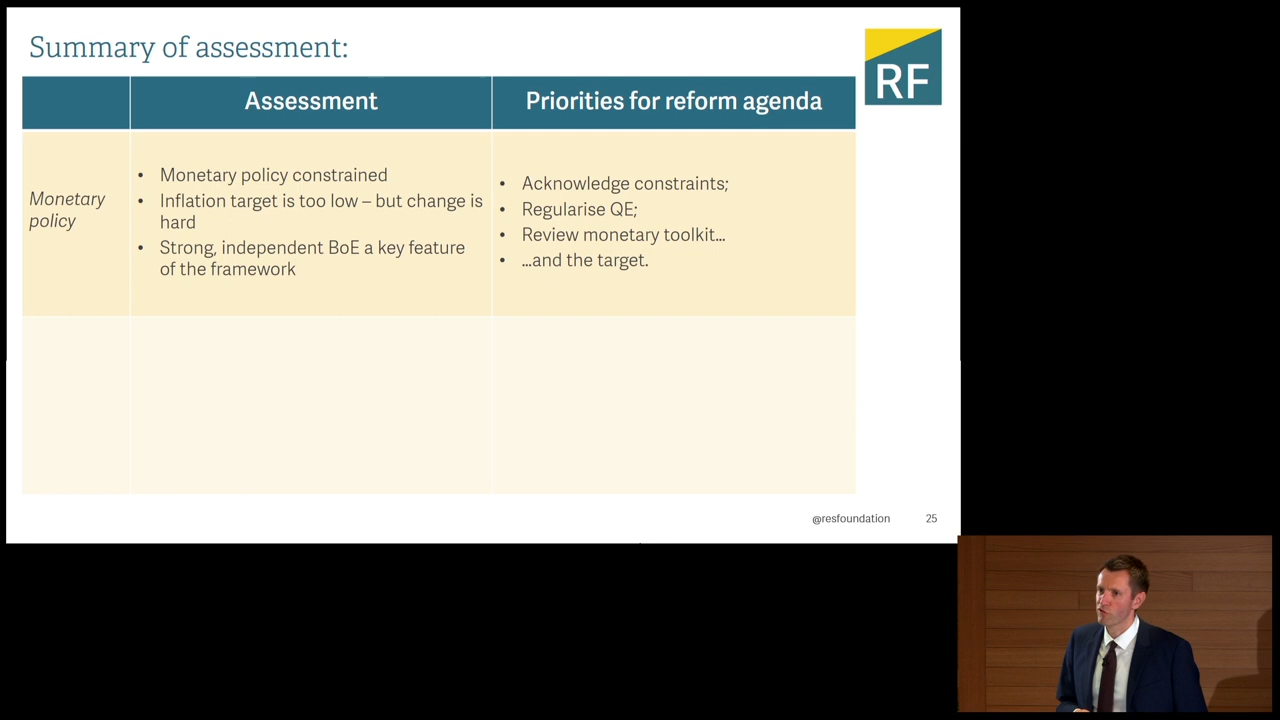 Summary of assessment:
RF
Assessment
Priorities for reform agenda
Monetary
policy
• Monetary policy constrained
• Inflation target is too low – but change is
hard
• Strong, independent BoE a key feature
of the framework
• Acknowledge constraints;
• Regularise QE;
• Review monetary toolkit...
• ...and the target.
@resfoundation
25